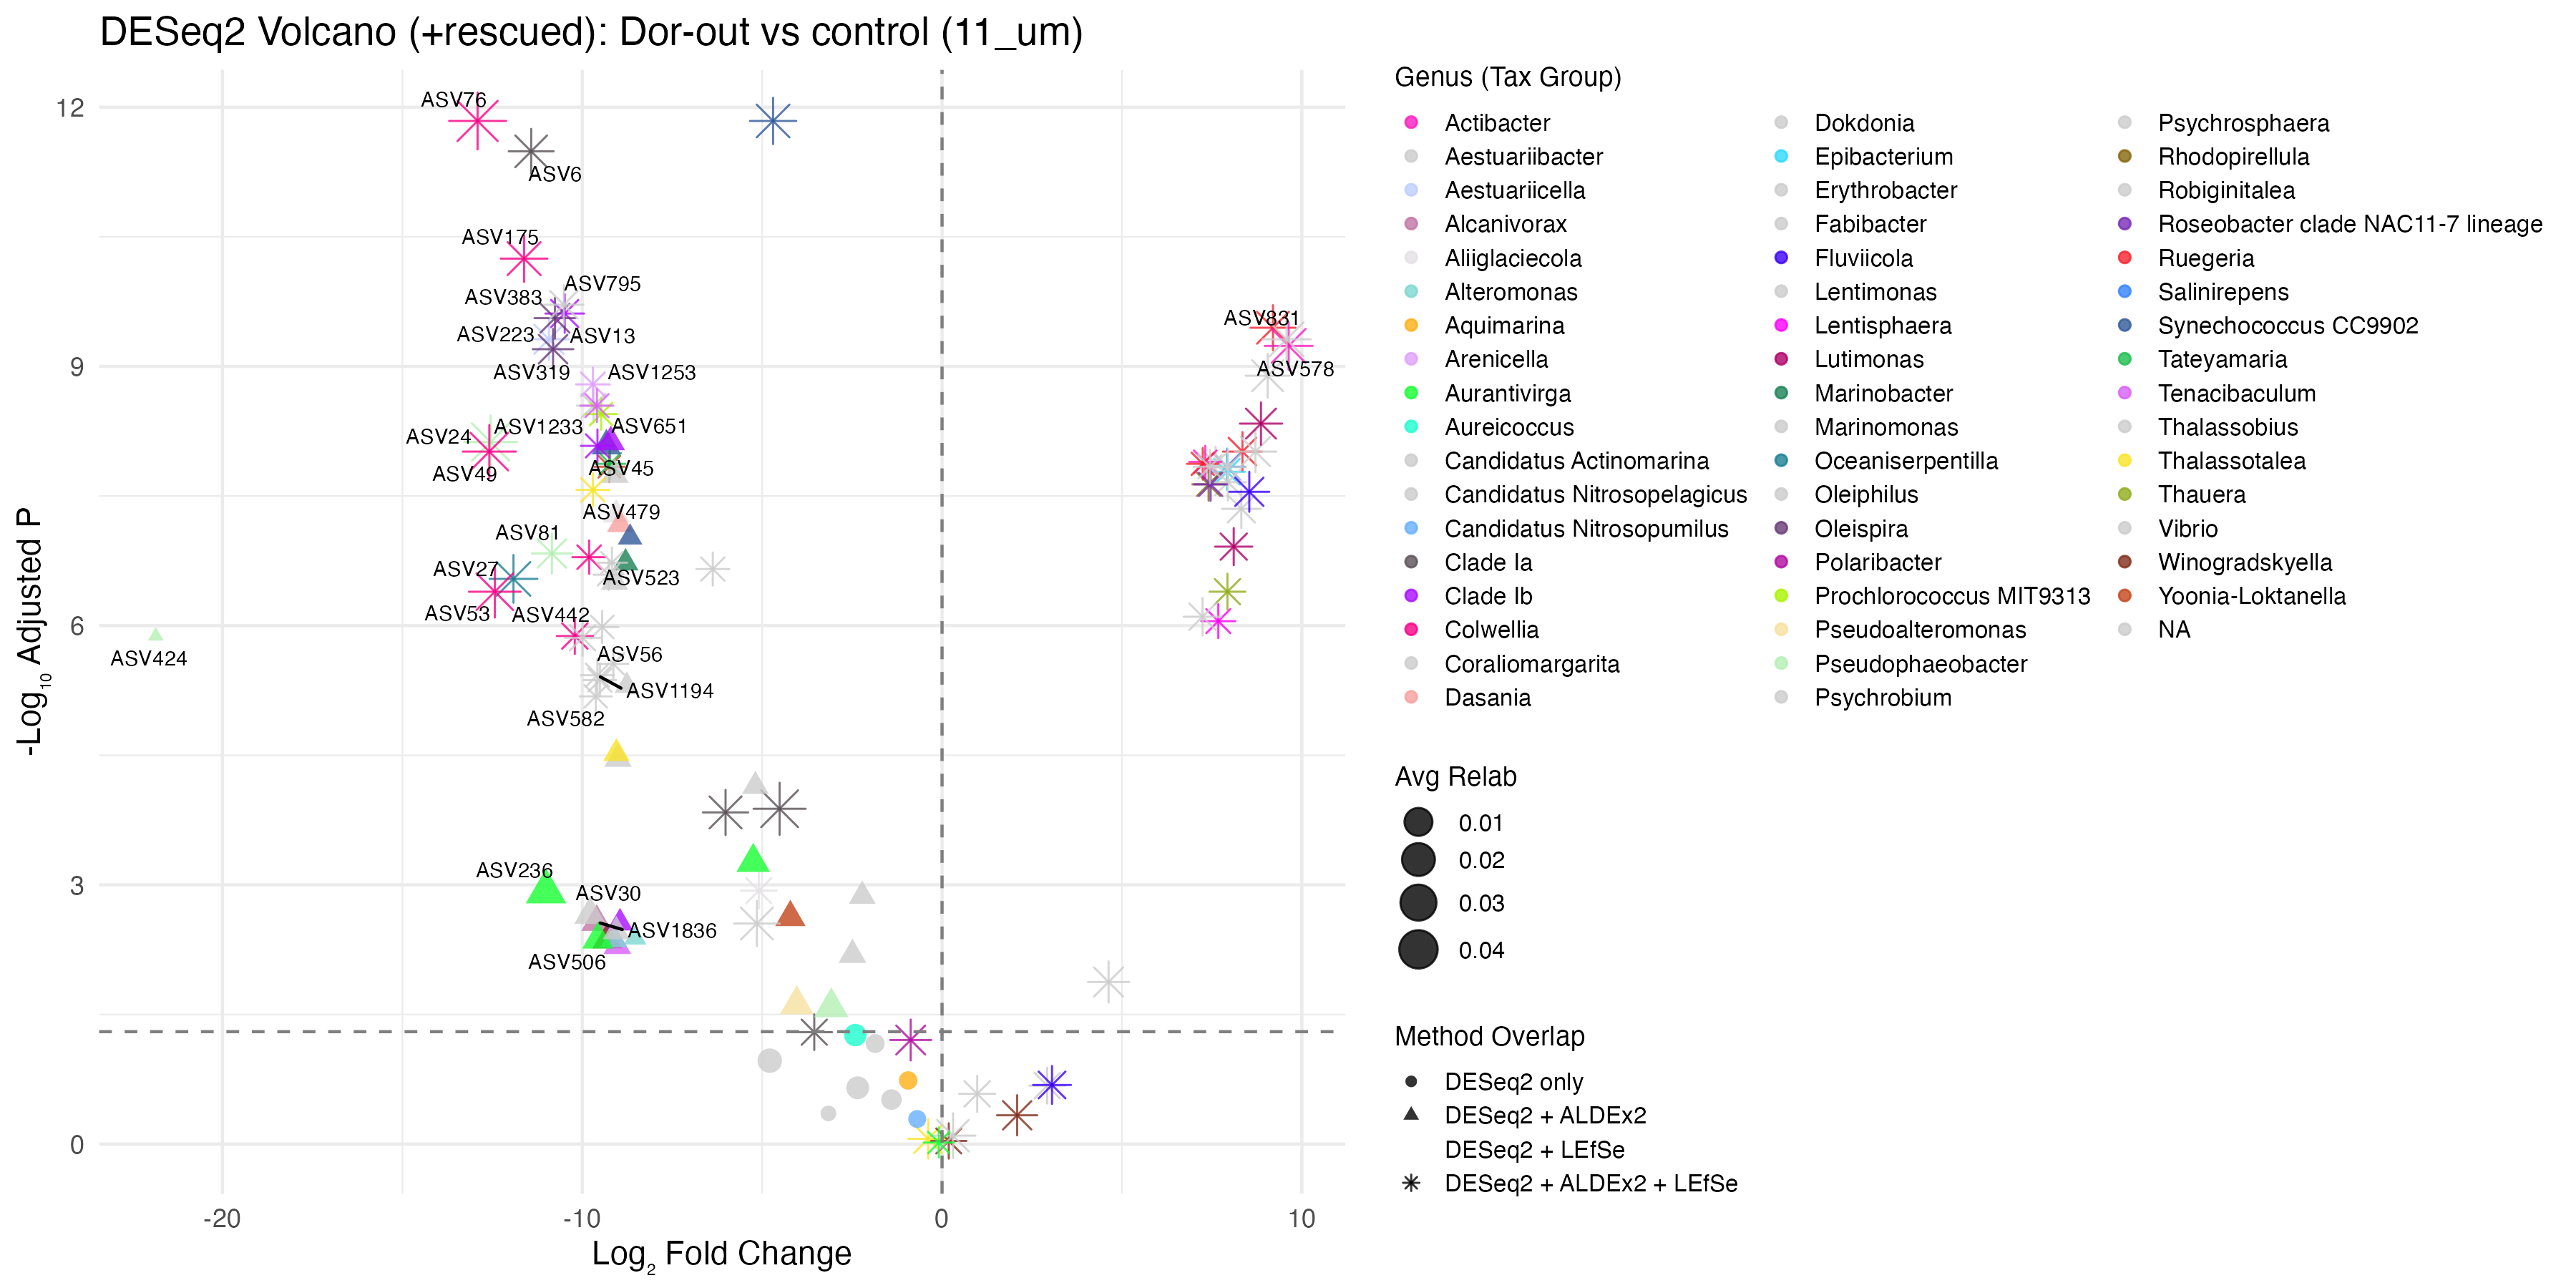 DESeq2 Volcano (+rescued): Dor-out vs control (11_um)
-Log10 Adjusted P
12
9
6
3
0
-20
-10
0
10
Log2 Fold Change
ASV76
ASV6
ASV175
ASV795
ASV383
ASV223
ASV13
ASV319
ASV1253
ASV1233
ASV651
ASV24
ASV49
ASV45
ASV479
ASV81
ASV27
ASV523
ASV53
ASV442
ASV424
ASV56
ASV1194
ASV582
ASV236
ASV30
ASV1836
ASV506
ASV831
ASV578
Genus (Tax Group)
Actibacter
Aestuariibacter
Aestuariicella
Alcanivorax
Aliiglaciecola
Alteromonas
Aquimarina
Arenicella
Aurantivirga
Aureicoccus
Candidatus Actinomarina
Candidatus Nitrosopelagicus
Candidatus Nitrosopumilus
Clade Ia
Clade Ib
Colwellia
Coraliomargarita
Dasania
Dokdonia
Epibacterium
Erythrobacter
Fabibacter
Fluviicola
Lentimonas
Lentisphaera
Lutimonas
Marinobacter
Marinomonas
Oceaniserpentilla
Oleiphilus
Oleispira
Polaribacter
Prochlorococcus MIT9313
Pseudoalteromonas
Pseudophaeobacter
Psychrobium
Psychrosphaera
Rhodopirellula
Robiginitalea
Roseobacter clade NAC11-7 lineage
Ruegeria
Salinirepens
Synechococcus CC9902
Tateyamaria
Tenacibaculum
Thalassobius
Thalassotalea
Thauera
Vibrio
Winogradskyella
Yoonia-Loktanella
NA
Avg Relab
0.01
0.02
0.03
0.04
Method Overlap
DESeq2 only
DESeq2 + ALDEx2
DESeq2 + LEfSe
DESeq2 + ALDEx2 + LEfSe